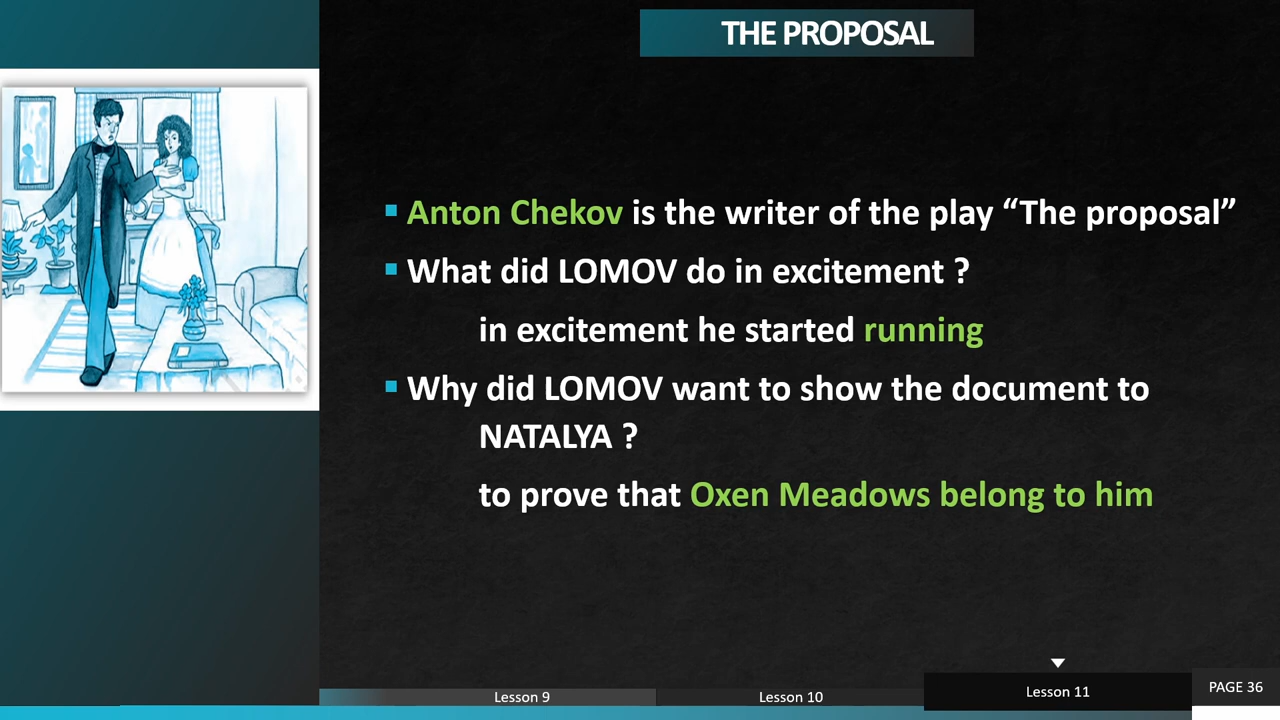 THE PROPOSAL
Anton Chekov is the writer of the play “The proposal”
What did LOMOV do in excitement ?
in excitement he started running
Why did LOMOV want to show the document to
NATALYA ?
to prove that Oxen Meadows belong to him
Lesson 9
Lesson 10
Lesson 11
PAGE 36